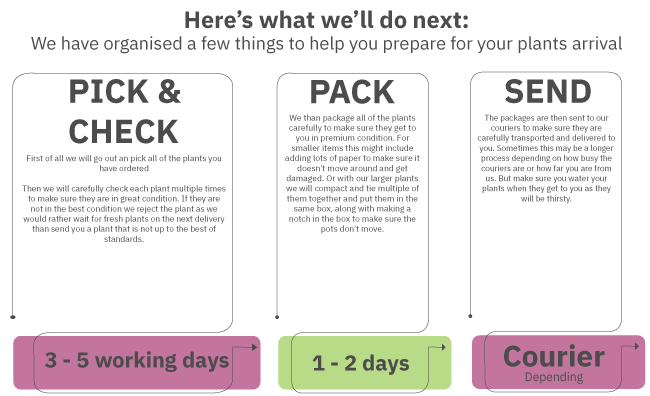 Here's what we'll do next:
We have organised a few things to help you prepare for your plants arrival
PICK &
CHECK
First of all we will go out an pick all of the plants you
have ordered
Then we will carefully check each plant multiple times
to make sure they are in great condition. If they are
not in the best condition we reject the plant as we
would rather wait for fresh plants on the next delivery
than send you a plant that is not up to the best of
standards.
3 - 5 working days
PACK
We than package all of the plants
carefully to make sure they get to
you in premium condition. For
smaller items this might include
adding lots of paper to make sure it
doesn't move around and get
damaged. Or with our larger plants
we will compact and tie multiple of
them together and put them in the
same box, along with making a
notch in the box to make sure the
pots don't move.
1 - 2 days
SEND
The packages are then sent to our
couriers to make sure they are
carefully transported and delivered to
you. Sometimes this may be a longer
process depending on how busy the
couriers are or how far you are from
us. But make sure you water your
plants when they get to you as they
will be thirsty.
Courier
Depending